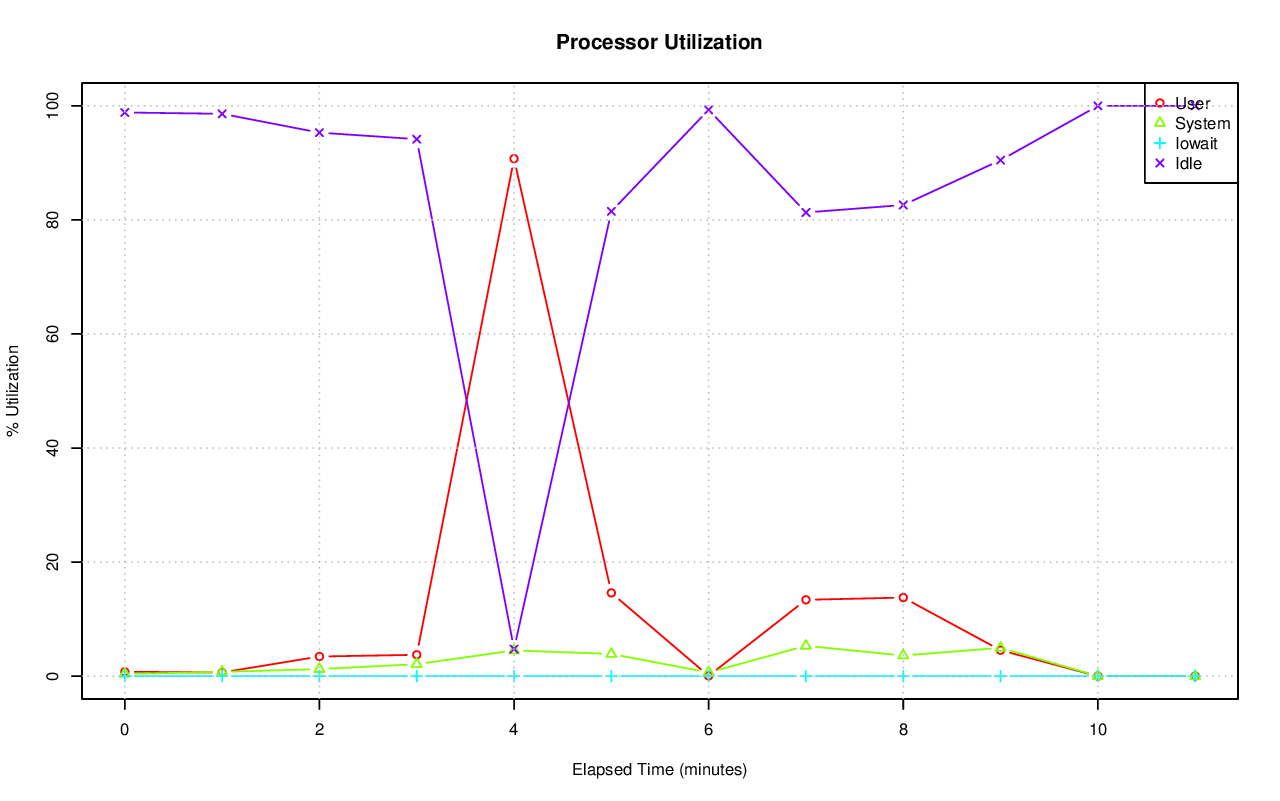 Processor Utilization
100
80
60
40
20
0
% Utilization
User
System
Iowait
Idle
0 2 4 6 8 10
Elapsed Time (minutes)